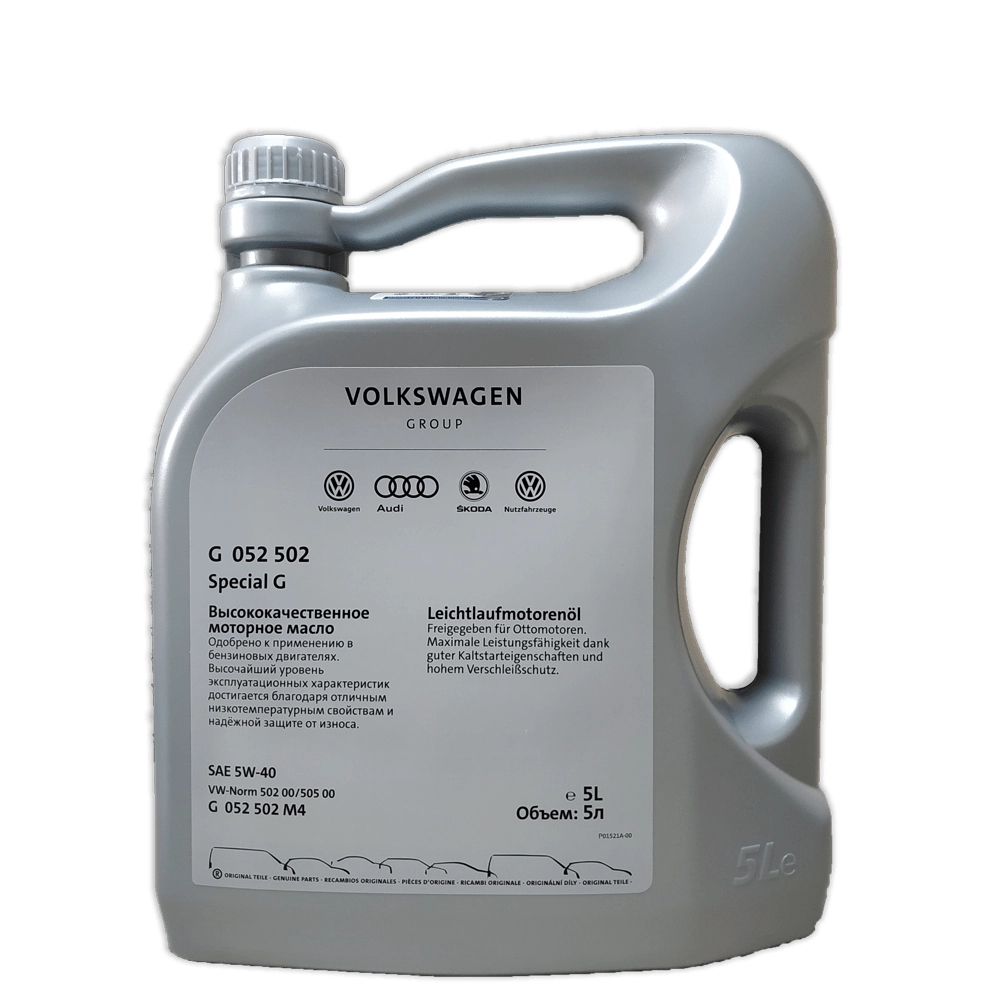 VOLKSWAGEN
GROUP
Volkswagen
Audi
ŠKODA
Nutzfahrzeuge
G 052 502
Special G
Высококачественное
моторное масло
Одобрено к применению в
бензиновых двигателях.
Высочайший уровень
эксплуатационных характеристик
достигается благодаря отличным
низкотемпературным свойствам и
надёжной защите от износа.
Leichtlaufmotorenöl
Freigegeben für Ottomotoren.
Maximale Leistungsfähigkeit dank
guter Kaltstarteigenschaften und
hohem Verschleißschutz.
SAE 5W-40
VW-Norm 502 00/505 00
G 052 502 M4
℮ 5L
Объем: 5л
P01521A-00
® ORIGINAL TEILE · GENUINE PARTS · RECAMBIOS ORIGINALES · PIÈCES D'ORIGINE · RICAMBI ORIGINALE · ORIGINÁLNÍ DÍLY · ORIGINAL TEILE ·
5L℮